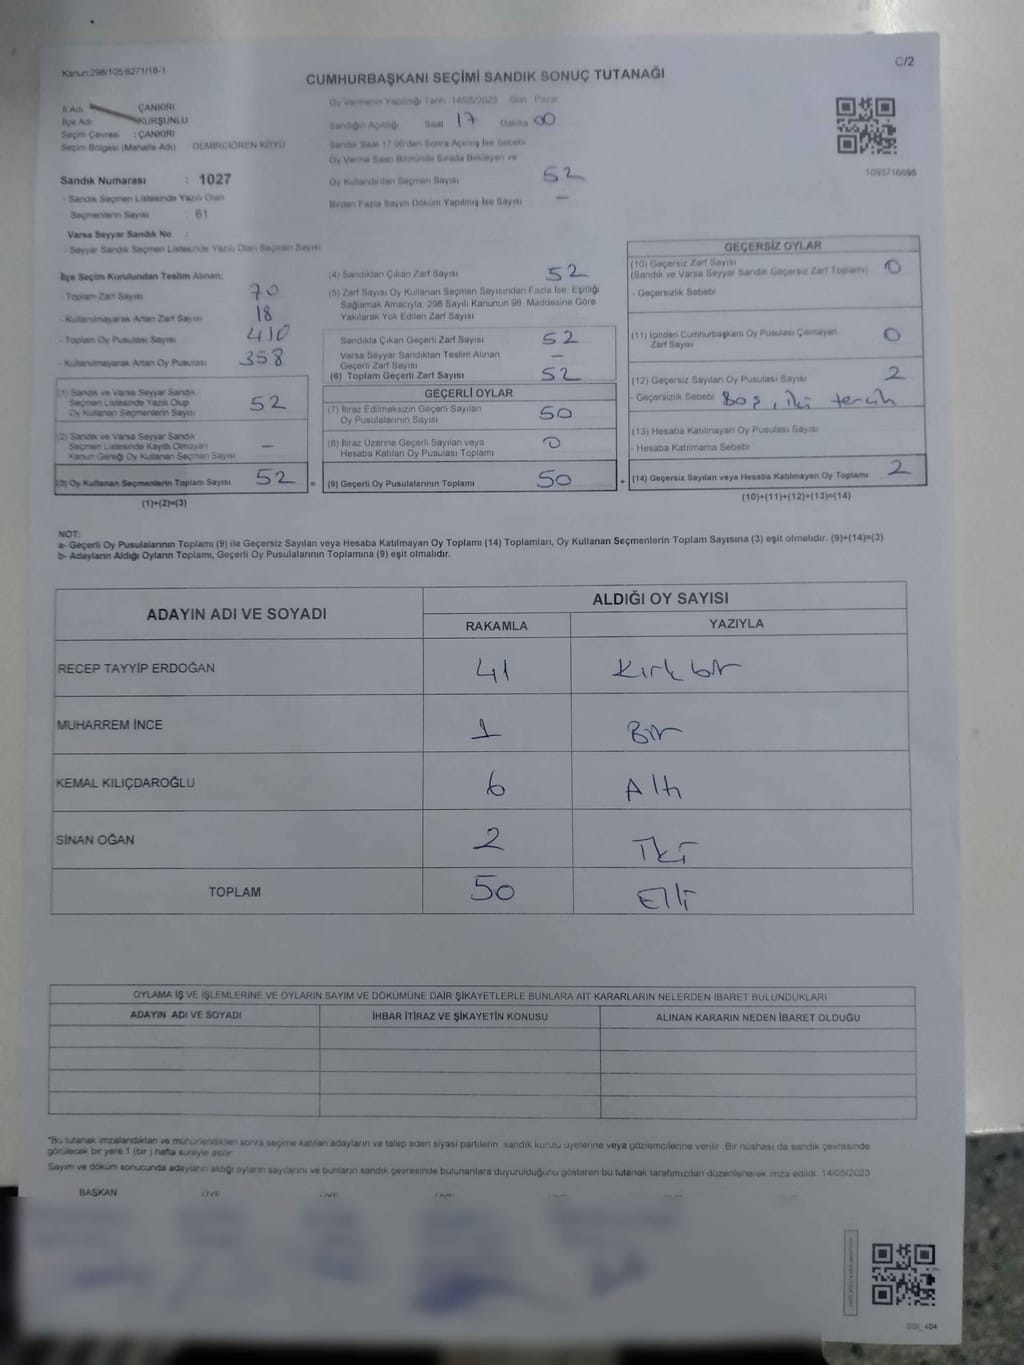 Kanun:298/105,6271/18-1
C/2
CUMHURBAŞKANI SEÇİMİ SANDIK SONUÇ TUTANAĞI
İl Adı ÇANKIRI
İlçe Adı KURŞUNLU
Seçim Çevresi : ÇANKIRI
Seçim Bölgesi (Mahalle Adı) DEMİRCİÖREN KÖYÜ
Oy Vermenin Yapıldığı Tarih 14/05/2023 Gün Pazar
Sandığın Açıldığı Saat 17 Dakika 00
Sandık Saat 17.00'den Sonra Açılmış İse Sebebi
Oy Verme Saati Bitiminde Sırada Bekleyen ve
Oy Kullandırılan Seçmen Sayısı 52
Birden Fazla Sayım Döküm Yapılmış İse Sayısı —
1093716695
Sandık Numarası : 1027
- Sandık Seçmen Listesinde Yazılı Olan
Seçmenlerin Sayısı : 61
Varsa Seyyar Sandık No :
- Seyyar Sandık Seçmen Listesinde Yazılı Olan Seçmen Sayısı
İlçe Seçim Kurulundan Teslim Alınan;
- Toplam Zarf Sayısı 70
- Kullanılmayarak Artan Zarf Sayısı 18
- Toplam Oy Pusulası Sayısı 410
- Kullanılmayarak Artan Oy Pusulası 358
(1) Sandık ve Varsa Seyyar Sandık
Seçmen Listesinde Yazılı Olup
Oy Kullanan Seçmenlerin Sayısı 52
(2) Sandık ve Varsa Seyyar Sandık
Seçmen Listesinde Kayıtlı Olmayan
Kanun Gereği Oy Kullanan Seçmen Sayısı —
(3) Oy Kullanan Seçmenlerin Toplam Sayısı 52 =
(1)+(2)=(3)
(4) Sandıktan Çıkan Zarf Sayısı 52
(5) Zarf Sayısı Oy Kullanan Seçmen Sayısından Fazla İse; Eşitliği
Sağlamak Amacıyla, 298 Sayılı Kanunun 98. Maddesine Göre
Yakılarak Yok Edilen Zarf Sayısı
Sandıkta Çıkan Geçerli Zarf Sayısı 52
Varsa Seyyar Sandıktan Teslim Alınan
Geçerli Zarf Sayısı —
(6) Toplam Geçerli Zarf Sayısı 52
GEÇERLİ OYLAR
(7) İtiraz Edilmeksizin Geçerli Sayılan
Oy Pusulalarının Sayısı 50
(8) İtiraz Üzerine Geçerli Sayılan veya
Hesaba Katılan Oy Pusulası Toplamı 0
(9) Geçerli Oy Pusulalarının Toplamı 50 +
GEÇERSİZ OYLAR
(10) Geçersiz Zarf Sayısı
(Sandık ve Varsa Seyyar Sandık Geçersiz Zarf Toplamı) 0
- Geçersizlik Sebebi
(11) İçinden Cumhurbaşkanı Oy Pusulası Çıkmayan
Zarf Sayısı 0
(12) Geçersiz Sayılan Oy Pusulası Sayısı 2
- Geçersizlik Sebebi Boş, iki tercih
(13) Hesaba Katılmayan Oy Pusulası Sayısı
- Hesaba Katılmama Sebebi
(14) Geçersiz Sayılan veya Hesaba Katılmayan Oy Toplamı 2
(10)+(11)+(12)+(13)=(14)
NOT:
a- Geçerli Oy Pusulalarının Toplamı (9) ile Geçersiz Sayılan veya Hesaba Katılmayan Oy Toplamı (14) Toplamları, Oy Kullanan Seçmenlerin Toplam Sayısına (3) eşit olmalıdır. (9)+(14)=(3)
b- Adayların Aldığı Oyların Toplamı, Geçerli Oy Pusulalarının Toplamına (9) eşit olmalıdır.
ADAYIN ADI VE SOYADI
ALDIĞI OY SAYISI
RAKAMLA YAZIYLA
RECEP TAYYİP ERDOĞAN 41 Kırkbir
MUHARREM İNCE 1 Bir
KEMAL KILIÇDAROĞLU 6 Altı
SİNAN OĞAN 2 İki
TOPLAM 50 Elli
OYLAMA İŞ VE İŞLEMLERİNE VE OYLARIN SAYIM VE DÖKÜMÜNE DAİR ŞİKAYETLERLE BUNLARA AİT KARARLARIN NELERDEN İBARET BULUNDUKLARI
ADAYIN ADI VE SOYADI İHBAR İTİRAZ VE ŞİKAYETİN KONUSU ALINAN KARARIN NEDEN İBARET OLDUĞU
"Bu tutanak imzalandıktan ve mühürlendikten sonra seçime katılan adayların ve talep eden siyasi partilerin sandık kurulu üyelerine veya gözlemcilerine verilir. Bir nüshası da sandık çevresinde
görülecek bir yere 1 (bir) hafta süreyle asılır.
Sayım ve döküm sonucunda adayların aldığı oyların sayılarını ve bunların sandık çevresinde bulunanlara duyurulduğunu gösteren bu tutanak tarafımızdan düzenlenerek imza edildi. 14/05/2023
BAŞKAN ÜYE ÜYE ÜYE ÜYE